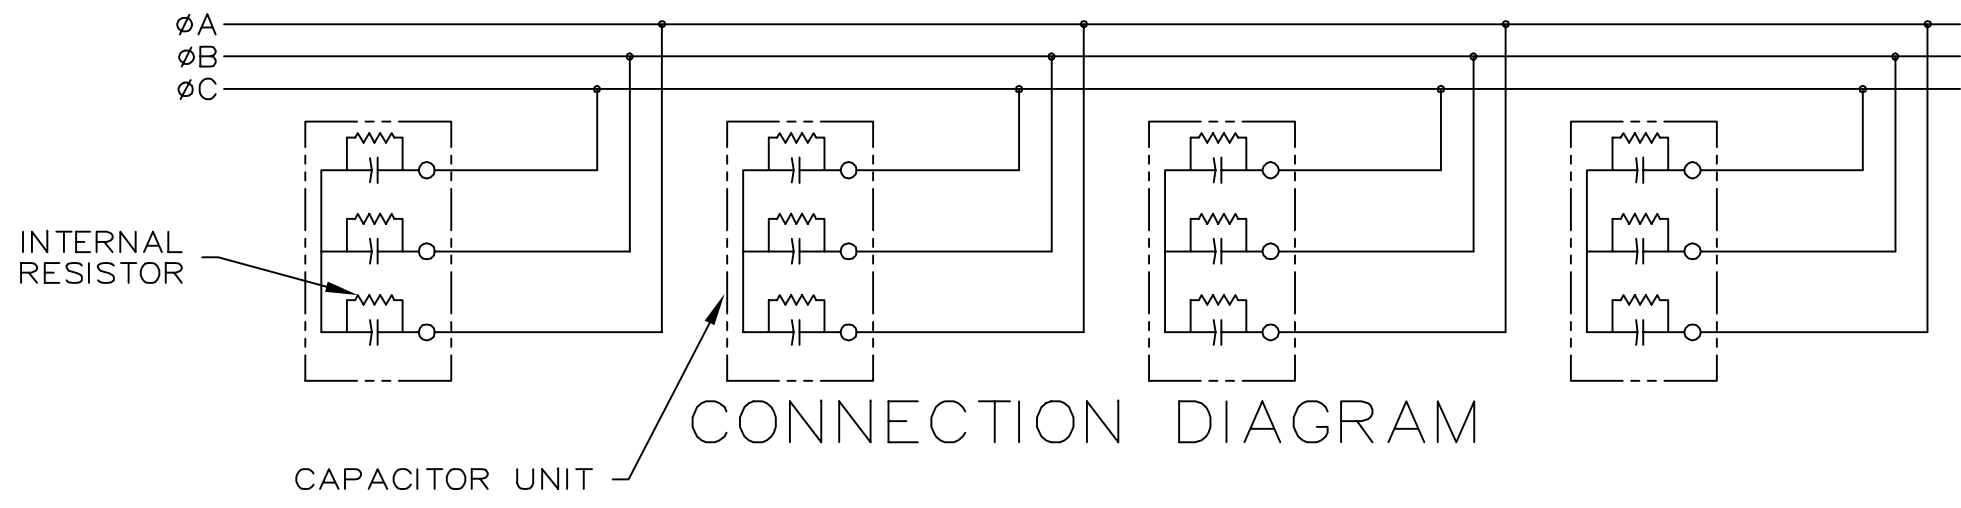 øA
øB
øC
INTERNAL
RESISTOR
CONNECTION DIAGRAM
CAPACITOR UNIT